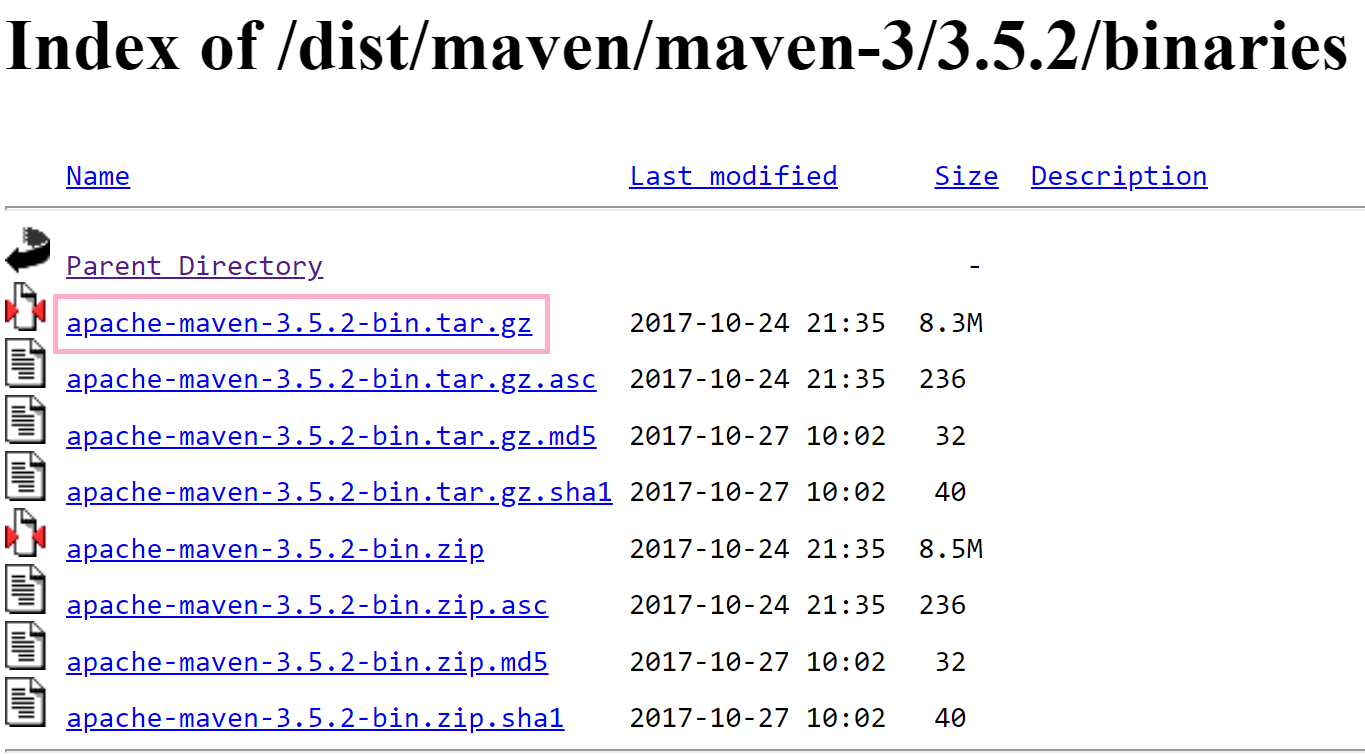 Index of /dist/maven/maven-3/3.5.2/binaries
Name Last modified Size Description
Parent Directory -
apache-maven-3.5.2-bin.tar.gz 2017-10-24 21:35 8.3M
apache-maven-3.5.2-bin.tar.gz.asc 2017-10-24 21:35 236
apache-maven-3.5.2-bin.tar.gz.md5 2017-10-27 10:02 32
apache-maven-3.5.2-bin.tar.gz.sha1 2017-10-27 10:02 40
apache-maven-3.5.2-bin.zip 2017-10-24 21:35 8.5M
apache-maven-3.5.2-bin.zip.asc 2017-10-24 21:35 236
apache-maven-3.5.2-bin.zip.md5 2017-10-27 10:02 32
apache-maven-3.5.2-bin.zip.sha1 2017-10-27 10:02 40